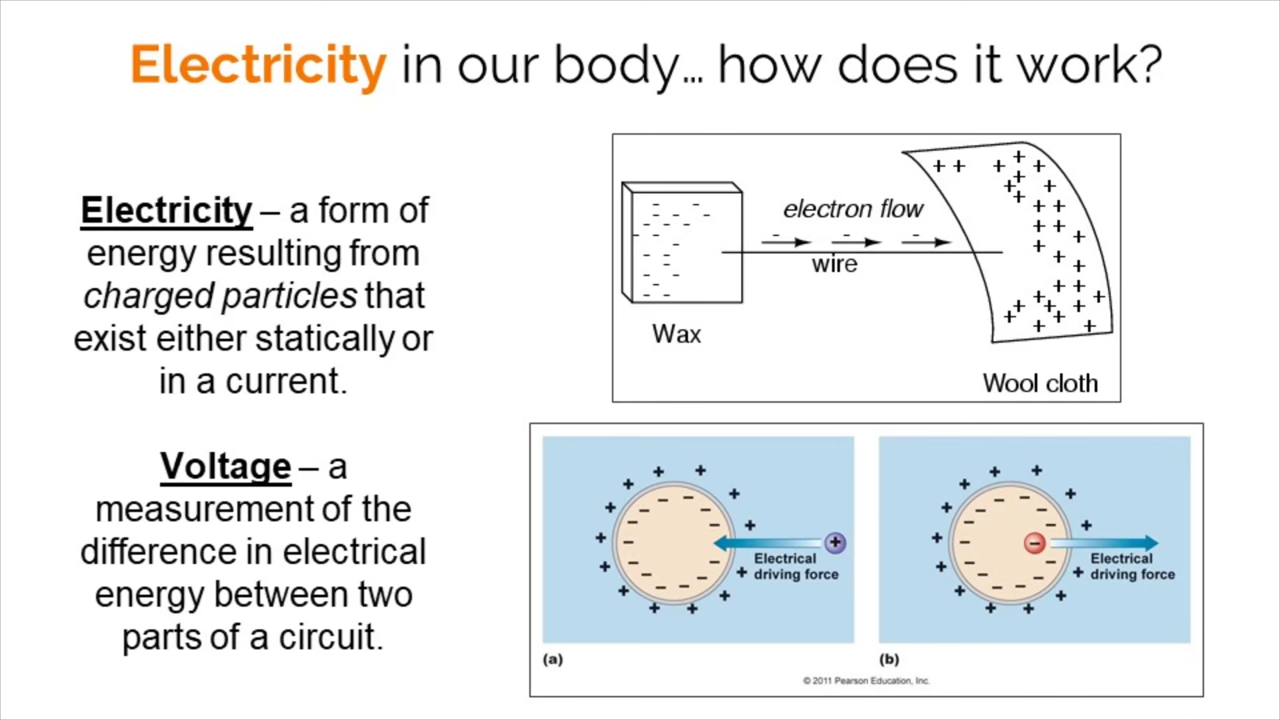 Electricity in our body... how does it work?
Electricity – a form of
energy resulting from
charged particles that
exist either statically or
in a current.
Voltage – a
measurement of the
difference in electrical
energy between two
parts of a circuit.
electron flow
wire
Wax
Wool cloth
Electrical
driving force
(a)
Electrical
driving force
(b)
© 2011 Pearson Education, Inc.